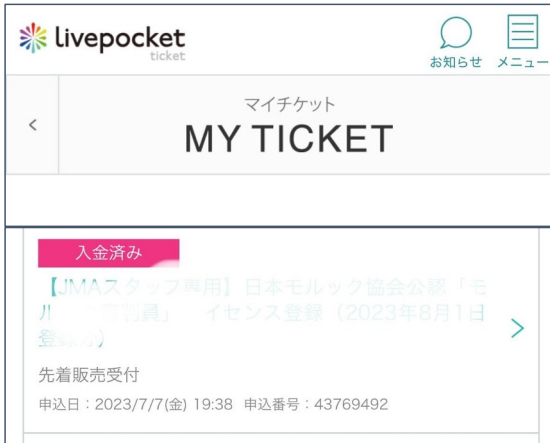 livepocket
ticket
お知らせ メニュー
マイチケット
MY TICKET
入金済み
【JMAスタッフ専用】日本モルック協会公認「モ
ル 判員」 イセンス登録（2023年8月1日
登
先着販売受付
申込日：2023/7/7(金) 19:38 申込番号：43769492